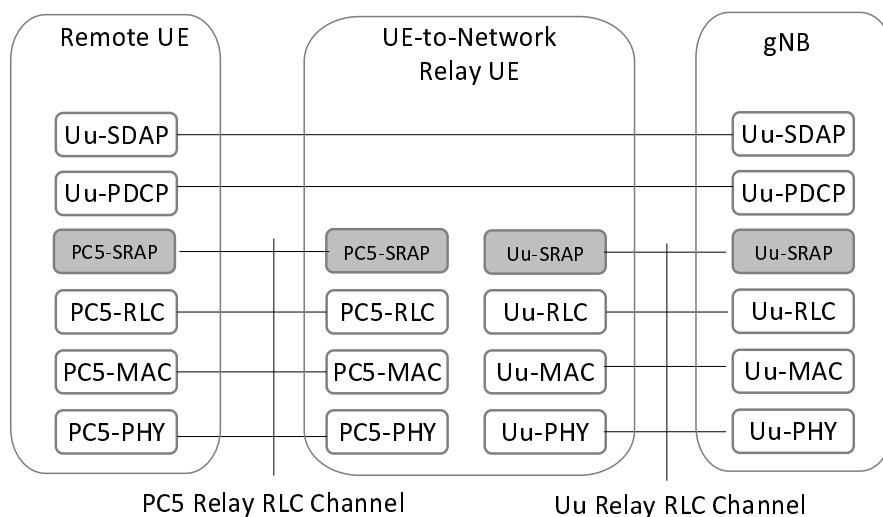 Remote UE
UE-to-Network
Relay UE
gNB
Uu-SDAP
Uu-SDAP
Uu-PDCP
Uu-PDCP
PC5-SRAP
PC5-SRAP
Uu-SRAP
Uu-SRAP
PC5-RLC
PC5-RLC
Uu-RLC
Uu-RLC
PC5-MAC
PC5-MAC
Uu-MAC
Uu-MAC
PC5-PHY
PC5-PHY
Uu-PHY
Uu-PHY
PC5 Relay RLC Channel
Uu Relay RLC Channel